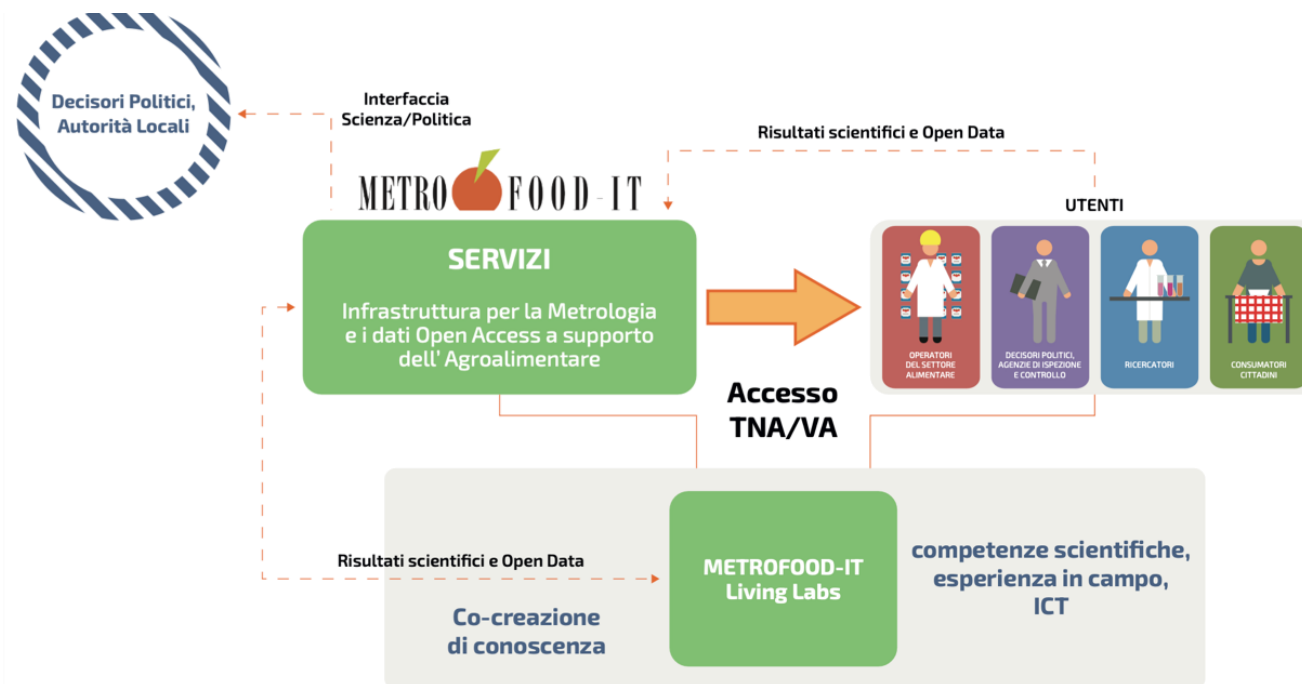 Decisori Politici,
Autorità Locali
Interfaccia
Scienza/Politica
Risultati scientifici e Open Data
METRO FOOD-IT
UTENTI
SERVIZI
Infrastruttura per la Metrologia
e i dati Open Access a supporto
dell' Agroalimentare
OPERATORI
DEL SETTORE
ALIMENTARE
DECISORI POLITICI,
AGENZIE DI ISPEZIONE
E CONTROLLO
RICERCATORI
CONSUMATORI
CITTADINI
Accesso
TNA/VA
Risultati scientifici e Open Data
METROFOOD-IT
Living Labs
competenze scientifiche,
esperienza in campo,
ICT
Co-creazione
di conoscenza